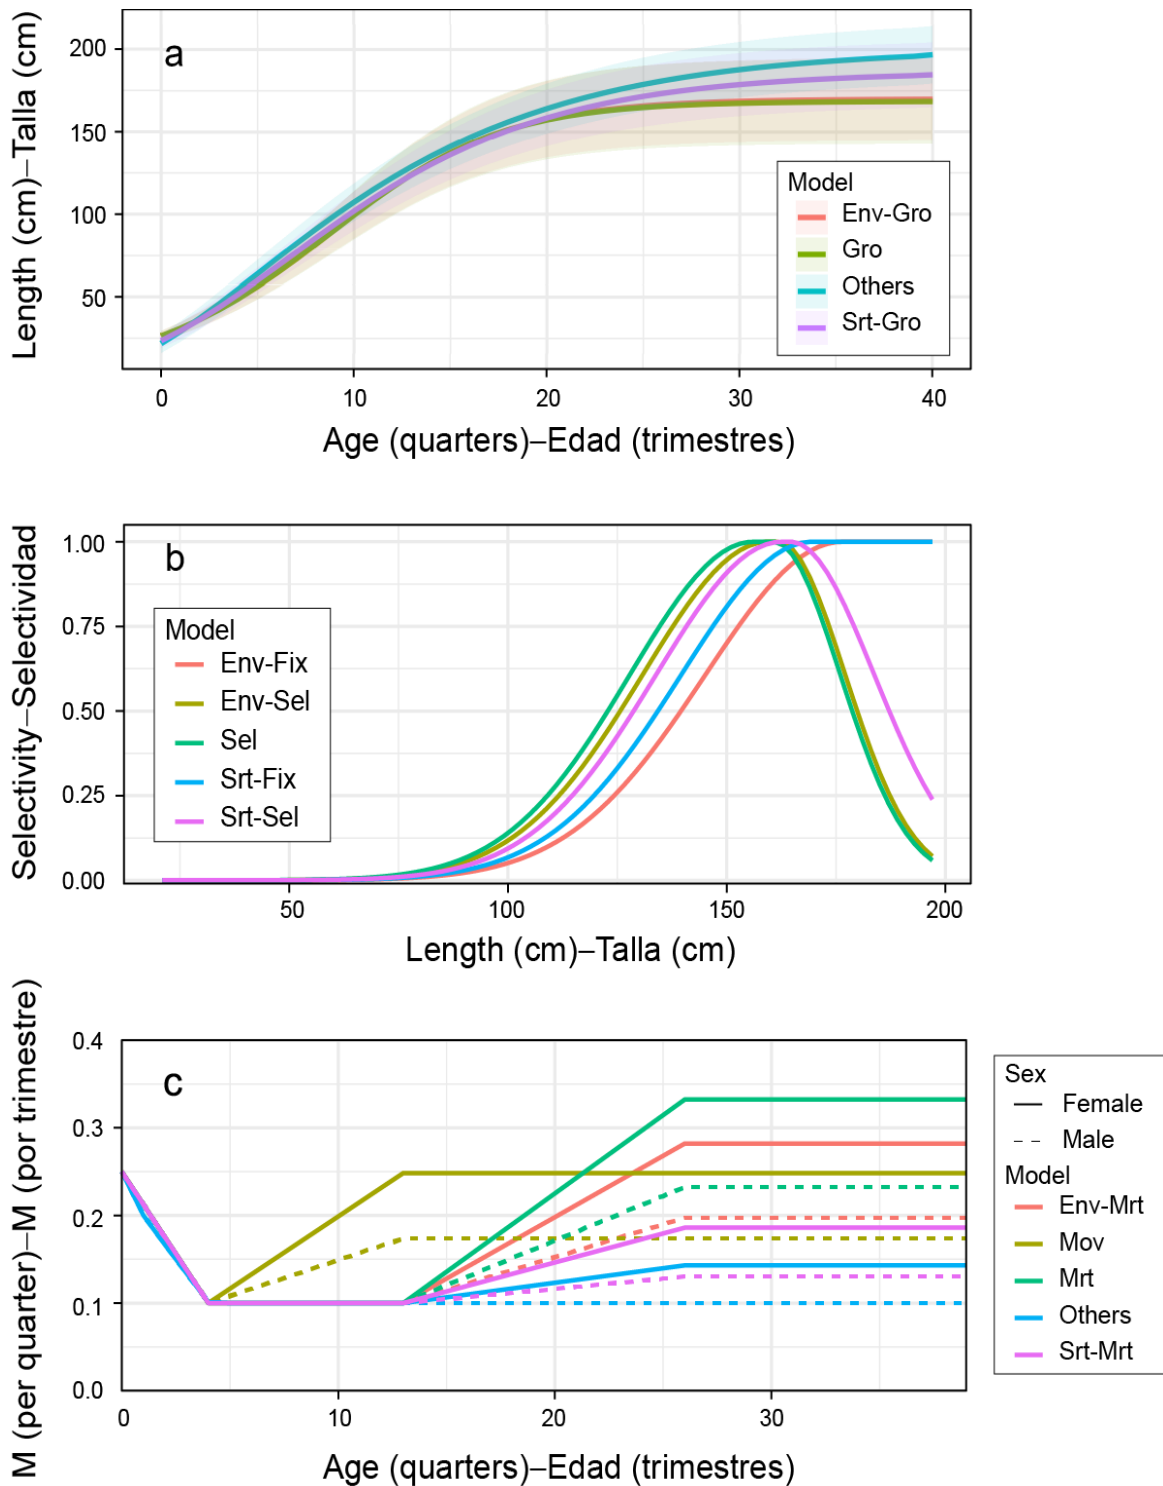 Length (cm)–Talla (cm)
a
200
150
100
50
Model
Env-Gro
Gro
Others
Srt-Gro
0 10 20 30 40
Age (quarters)–Edad (trimestres)
Selectivity–Selectividad
b
1.00
0.75
0.50
0.25
0.00
Model
Env-Fix
Env-Sel
Sel
Srt-Fix
Srt-Sel
50 100 150 200
Length (cm)–Talla (cm)
M (per quarter)–M (por trimestre)
c
0.4
0.3
0.2
0.1
0.0
0 10 20 30
Age (quarters)–Edad (trimestres)
Sex
Female
Male
Model
Env-Mrt
Mov
Mrt
Others
Srt-Mrt